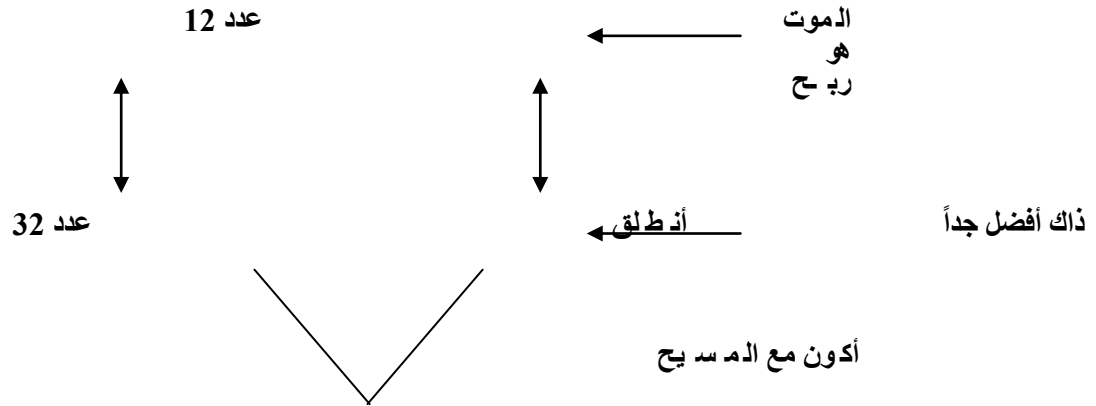 الموت
هو
ربح
عدد 12
ذاك أفضل جداً
أنطلق
عدد 32
أكون مع المسيح